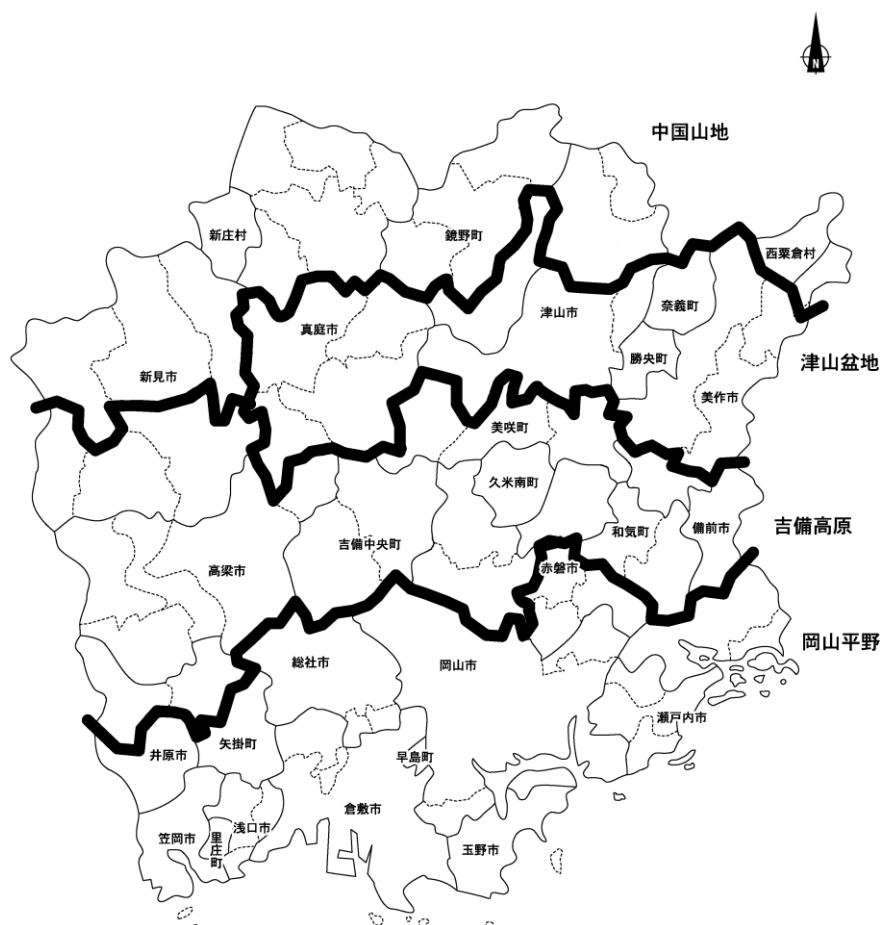 N
中国山地
新庄村
鏡野町
西粟倉村
奈義町
津山市
真庭市
勝央町
津山盆地
新見市
美作市
美咲町
久米南町
吉備高原
和気町
備前市
吉備中央町
赤磐市
高梁市
岡山平野
総社市
岡山市
瀬戸内市
矢掛町
井原市
早島町
倉敷市
浅口市
笠岡市
里庄町
玉野市